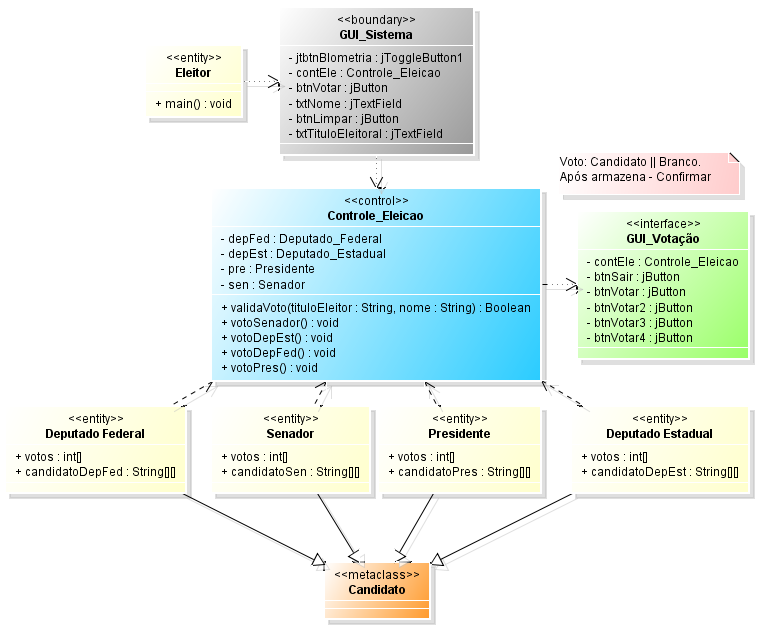 <<boundary>>
GUI_Sistema
- jtbtnBIometria : jToggleButton1
- contEle : Controle_Eleicao
- btnVotar : jButton
- txtNome : jTextField
- btnLimpar : jButton
- txtTituloEleitoral : jTextField
<<entity>>
Eleitor
+ main() : void
Voto: Candidato || Branco.
Após armazena - Confirmar
<<control>>
Controle_Eleicao
- depFed : Deputado_Federal
- depEst : Deputado_Estadual
- pre : Presidente
- sen : Senador
+ validaVoto(tituloEleitor : String, nome : String) : Boolean
+ votoSenador() : void
+ votoDepEst() : void
+ votoDepFed() : void
+ votoPres() : void
<<interface>>
GUI_Votação
- contEle : Controle_Eleicao
- btnSair : jButton
- btnVotar : jButton
- btnVotar2 : jButton
- btnVotar3 : jButton
- btnVotar4 : jButton
<<entity>>
Deputado Federal
+ votos : int[]
+ candidatoDepFed : String[][]
<<entity>>
Senador
+ votos : int[]
+ candidatoSen : String[][]
<<entity>>
Presidente
+ votos : int[]
+ candidatoPres : String[][]
<<entity>>
Deputado Estadual
+ votos : int[]
+ candidatoDepEst : String[][]
<<metaclass>>
Candidato